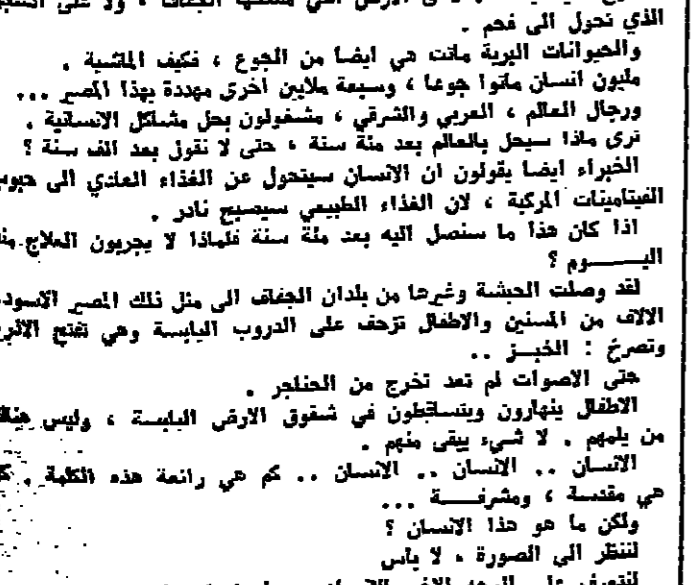 الذي تحول الى فحم .
والحيوانات البرية ماتت هي ايضا من الجوع ، فكيف الماشية .
مليون انسان ماتوا جوعا ، وسبعة ملايين اخرى مهددة بهذا المصير ...
ورجال العالم ، العربي والشرقي ، مشغولون بحل مشاكل الانسانية .
ترى ماذا سيحل بالعالم بعد مئة سنة ، حتى لا نقول بعد الف سنة ؟
الخبراء ايضا يقولون ان الانسان سيتحول عن الغذاء العادي الى حبوب
الفيتامينات المركبة ، لان الغذاء الطبيعي سيصبح نادر .
اذا كان هذا ما سنصل اليه بعد مئة سنة فلماذا لا يجربون العلاج منذ
اليـــــوم ؟
لقد وصلت الحبشة وغيرها من بلدان الجفاف الى مثل ذلك المصير الاسود.
الالاف من المسنين والاطفال تزحف على الدروب اليابسة وهي تفتح
وتصرخ : الخبـــز ..
حتى الاصوات لم تعد تخرج من الحناجر .
الاطفال ينهارون ويتساقطون في شقوق الارض اليابسة ، وليس هناك
من يلمهم . لا شيء يبقى منهم .
الانسان .. الانسان .. الانسان .. كم هي رائعة هذه الكلمة .
هي مقدسة ، ومشرفـــــة ...
ولكن ما هو هذا الانسان ؟
لننظر الى الصورة ، لا باس